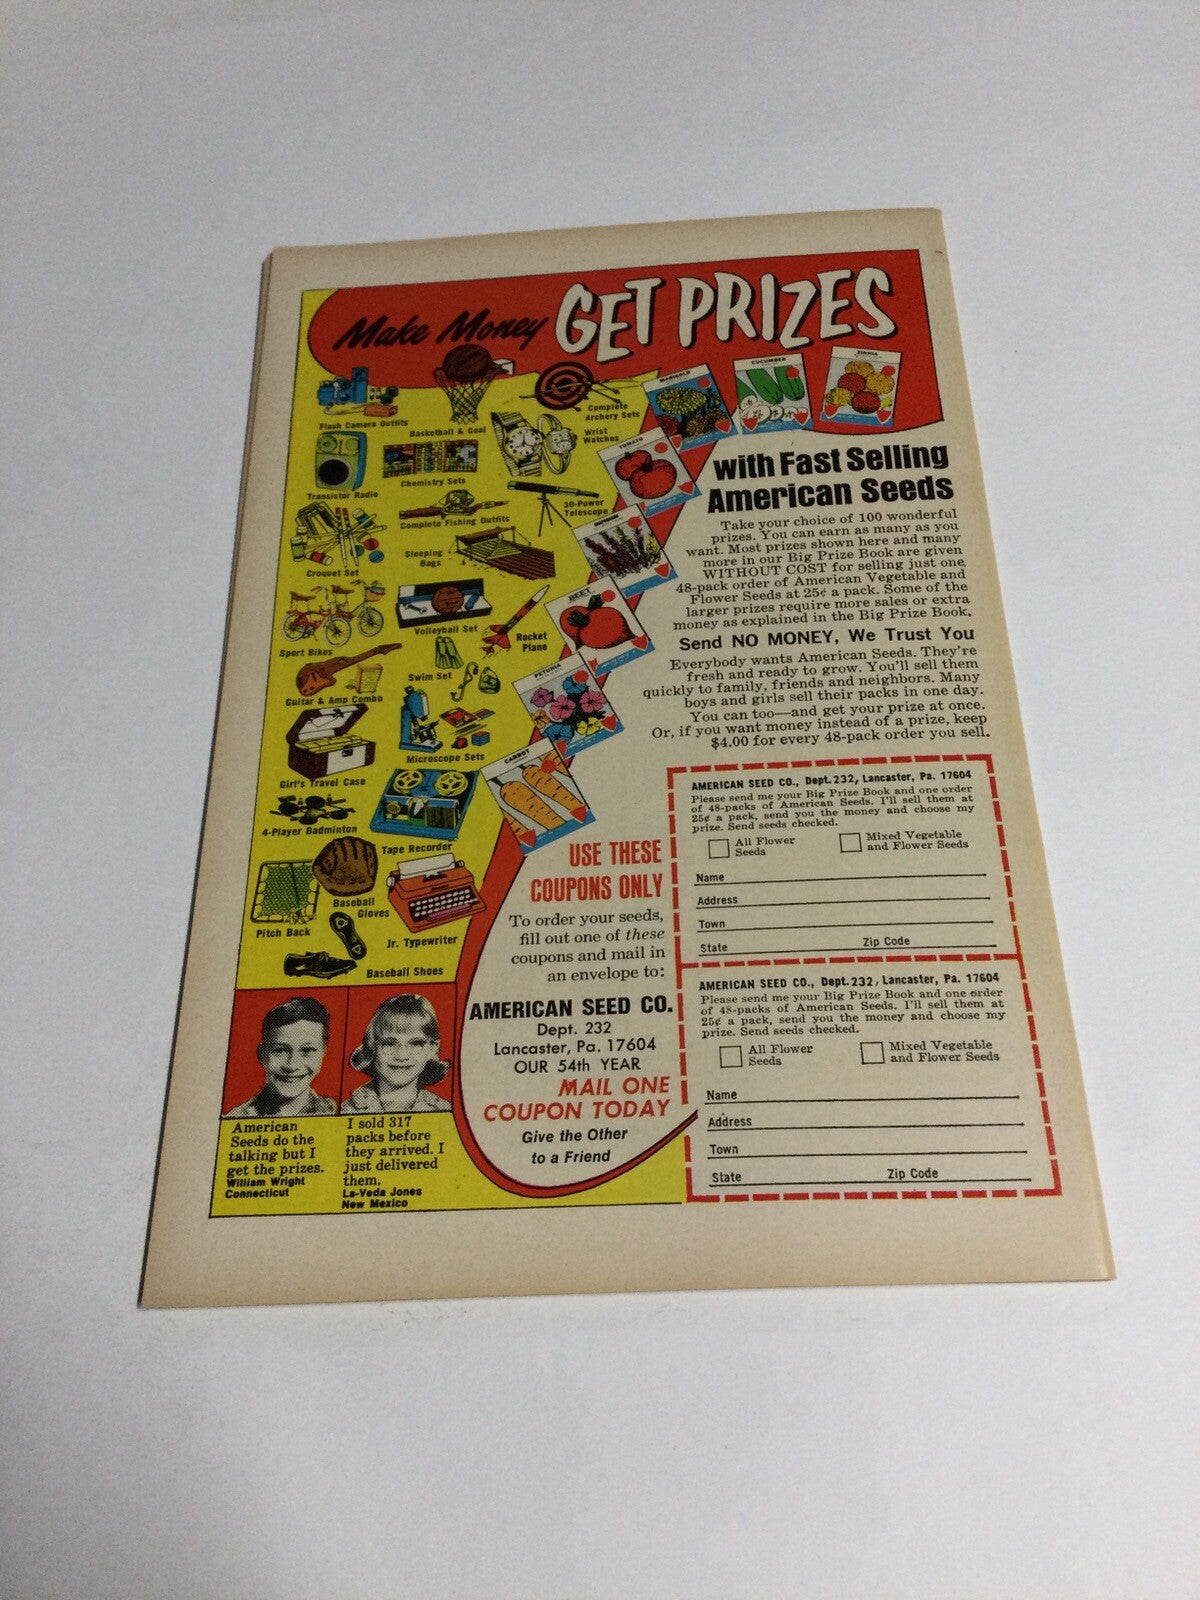 Make Money GET PRIZES
MARIGOLD
CUCUMBER
ZINNIA
TOMATO
BEET
PETUNIA
CARROT
Flash Camera Outfits
Basketball & Goal
Complete
Archery Sets
Wrist
Watches
Transistor Radio
Chemistry Sets
Complete Fishing Outfits
30-Power
Telescope
Croquet Set
Sleeping
Bags
Sport Bikes
Volleyball Set
Rocket
Plane
Swim Set
Guitar & Amp Combo
Microscope Sets
Girl's Travel Case
4-Player Badminton
Tape Recorder
Baseball
Gloves
Pitch Back
Jr. Typewriter
Baseball Shoes
with Fast Selling
American Seeds
Take your choice of 100 wonderful
prizes. You can earn as many as you
want. Most prizes shown here and many
more in our Big Prize Book are given
WITHOUT COST for selling just one
48-pack order of American Vegetable and
Flower Seeds at 25¢ a pack. Some of the
larger prizes require more sales or extra
money as explained in the Big Prize Book.
Send NO MONEY, We Trust You
Everybody wants American Seeds. They're
fresh and ready to grow. You'll sell them
quickly to family, friends and neighbors. Many
boys and girls sell their packs in one day.
You can too—and get your prize at once.
Or, if you want money instead of a prize, keep
$4.00 for every 48-pack order you sell.
USE THESE
COUPONS ONLY
To order your seeds,
fill out one of these
coupons and mail in
an envelope to:
AMERICAN SEED CO.
Dept. 232
Lancaster, Pa. 17604
OUR 54th YEAR
MAIL ONE
COUPON TODAY
Give the Other
to a Friend
AMERICAN SEED CO., Dept. 232, Lancaster, Pa. 17604
Please send me your Big Prize Book and one order
of 48-packs of American Seeds. I'll sell them at
25¢ a pack, send you the money and choose my
prize. Send seeds checked.
All Flower
Seeds
Mixed Vegetable
and Flower Seeds
Name
Address
Town
State Zip Code
AMERICAN SEED CO., Dept. 232, Lancaster, Pa. 17604
Please send me your Big Prize Book and one order
of 48-packs of American Seeds. I'll sell them at
25¢ a pack, send you the money and choose my
prize. Send seeds checked.
All Flower
Seeds
Mixed Vegetable
and Flower Seeds
Name
Address
Town
State Zip Code
American
Seeds do the
talking but I
get the prizes.
William Wright
Connecticut
I sold 317
packs before
they arrived. I
just delivered
them.
La-Veda Jones
New Mexico